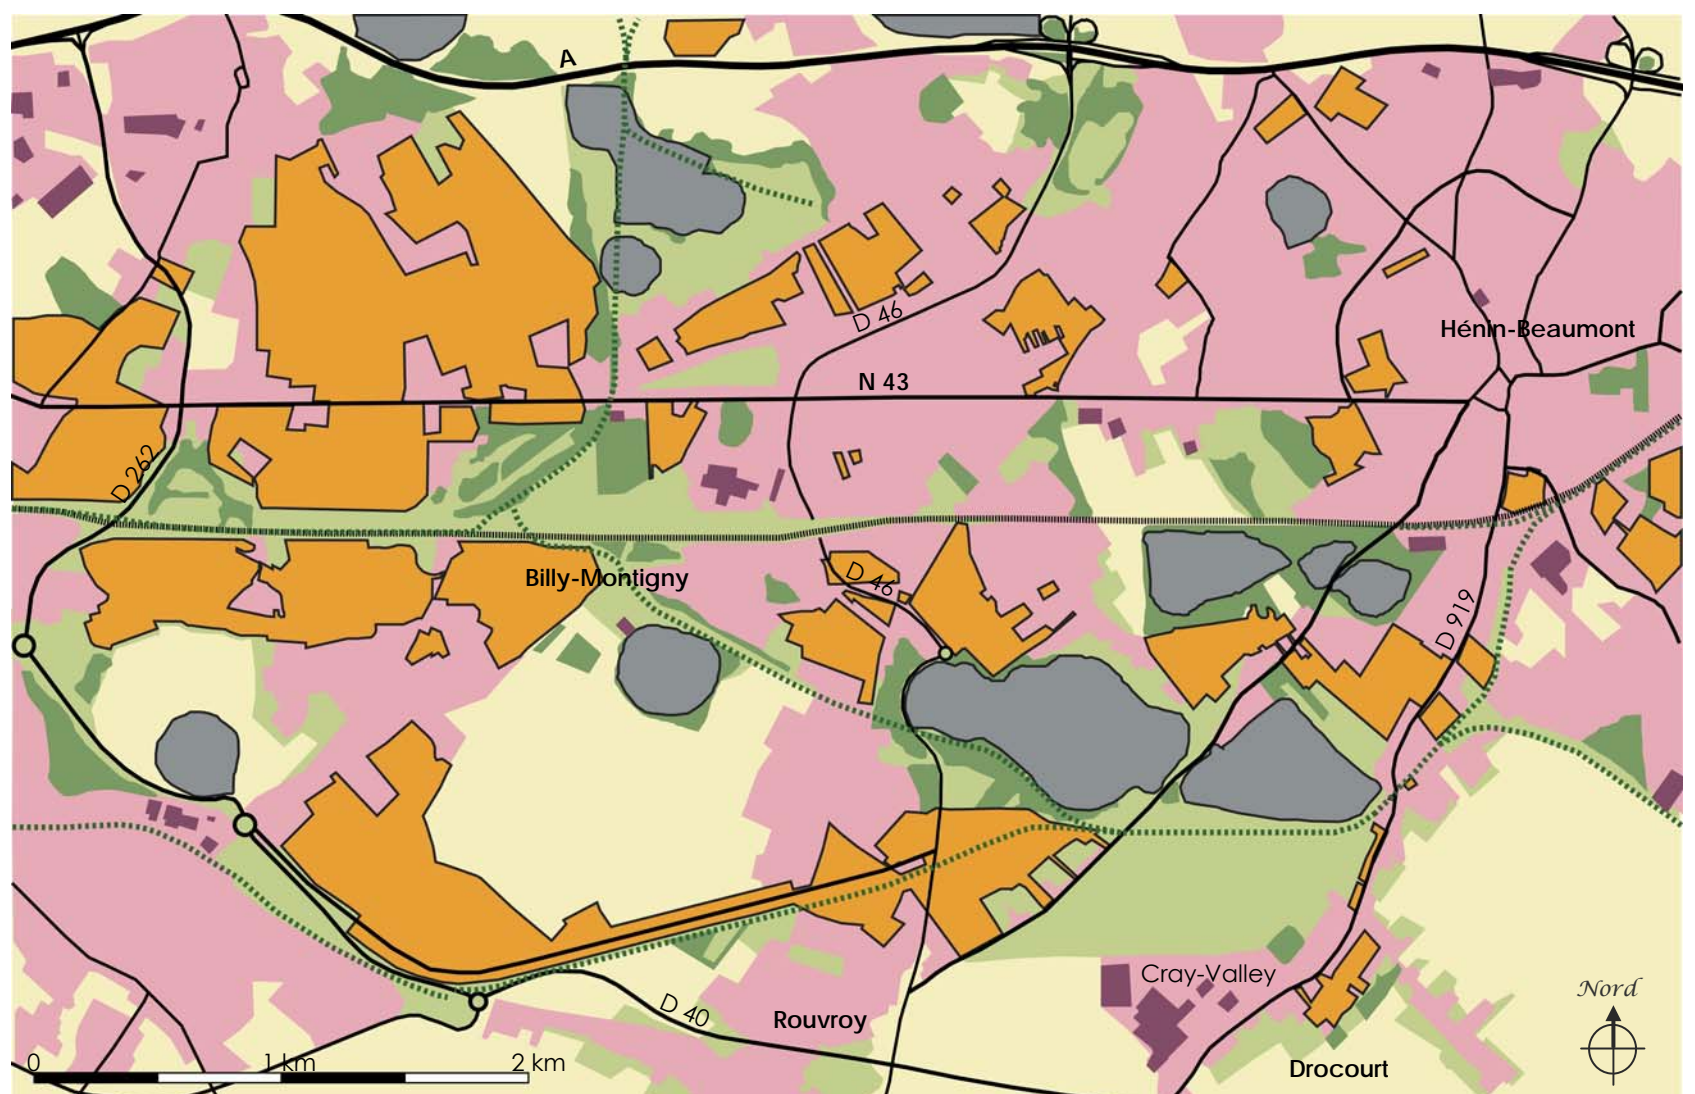 A
D 46
Hénin-Beaumont
N 43
D 262
Billy-Montigny
D 46
D 919
Cray-Valley
Nord
D 40
Rouvroy
0 1 km 2 km
Drocourt